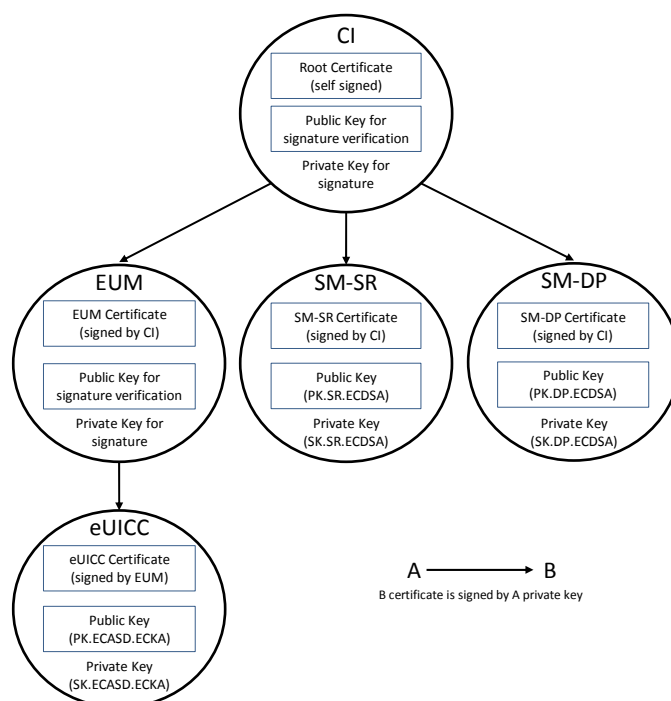 CI
Root Certificate
(self signed)
Public Key for
signature verification
Private Key for
signature
EUM
EUM Certificate
(signed by CI)
Public Key for
signature verification
Private Key for
signature
SM-SR
SM-SR Certificate
(signed by CI)
Public Key
(PK.SR.ECDSA)
Private Key
(SK.SR.ECDSA)
SM-DP
SM-DP Certificate
(signed by CI)
Public Key
(PK.DP.ECDSA)
Private Key
(SK.DP.ECDSA)
eUICC
eUICC Certificate
(signed by EUM)
Public Key
(PK.ECASD.ECKA)
Private Key
(SK.ECASD.ECKA)
A B
B certificate is signed by A private key